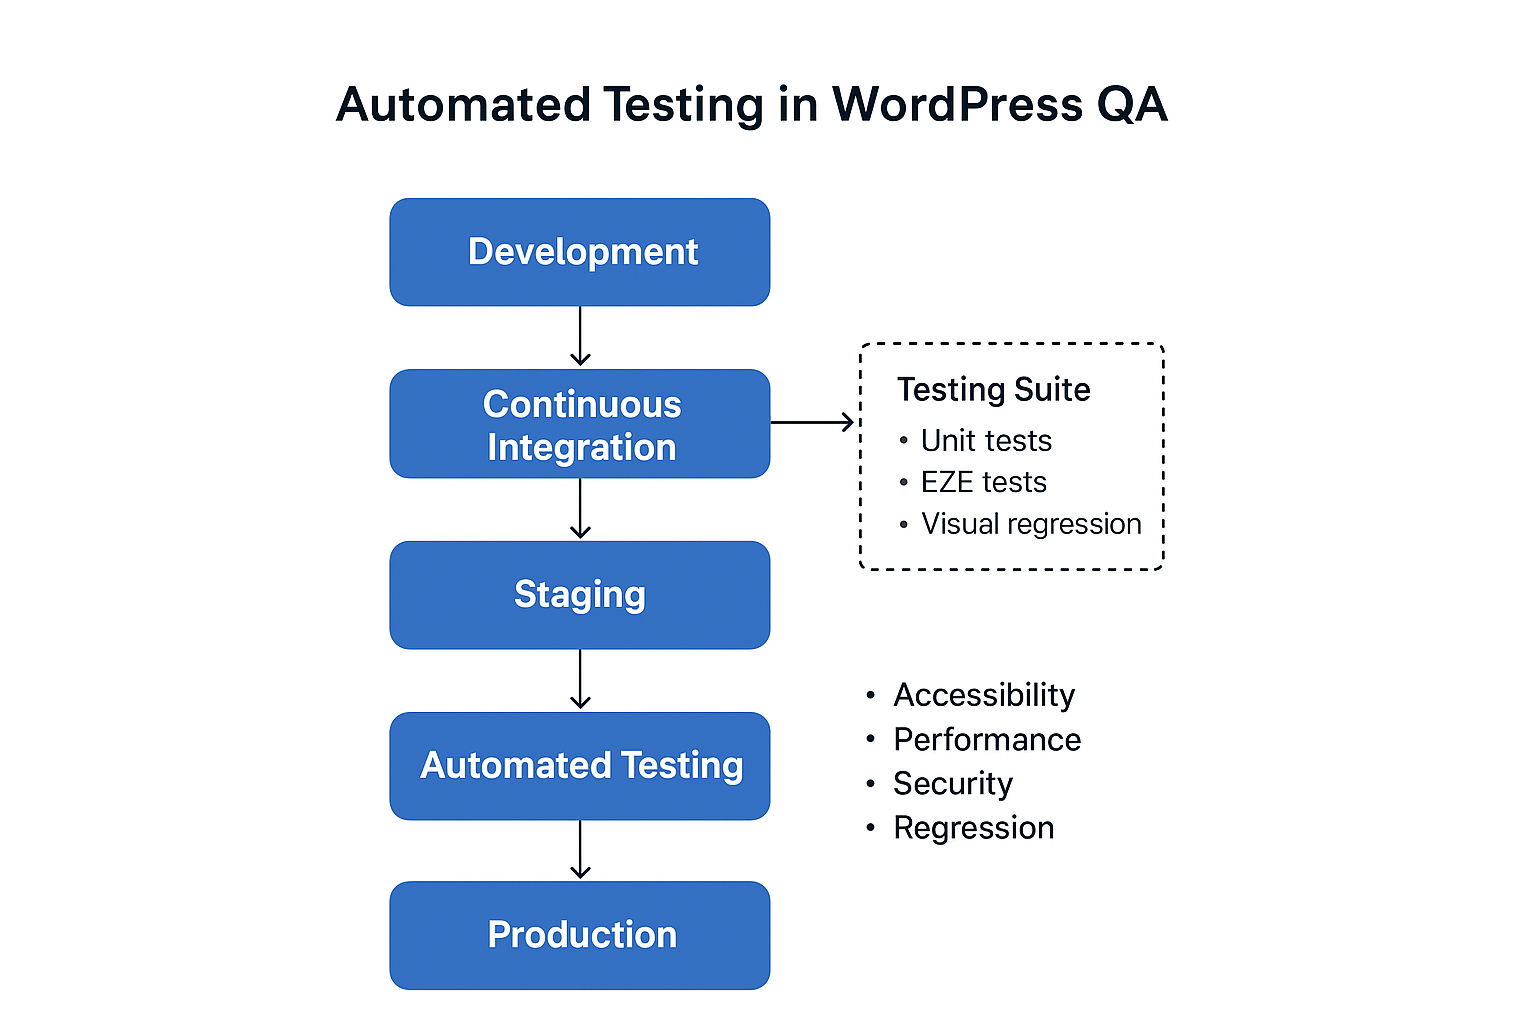 Automated Testing in WordPress QA
Development
Continuous
Integration
Testing Suite
• Unit tests
• EZE tests
• Visual regression
Staging
Automated Testing
• Accessibility
• Performance
• Security
• Regression
Production